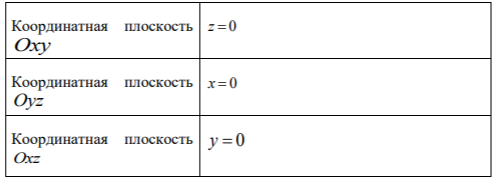 Координатная плоскость z = 0
Oxy
Координатная плоскость x = 0
Oyz
Координатная плоскость y = 0
Oxz